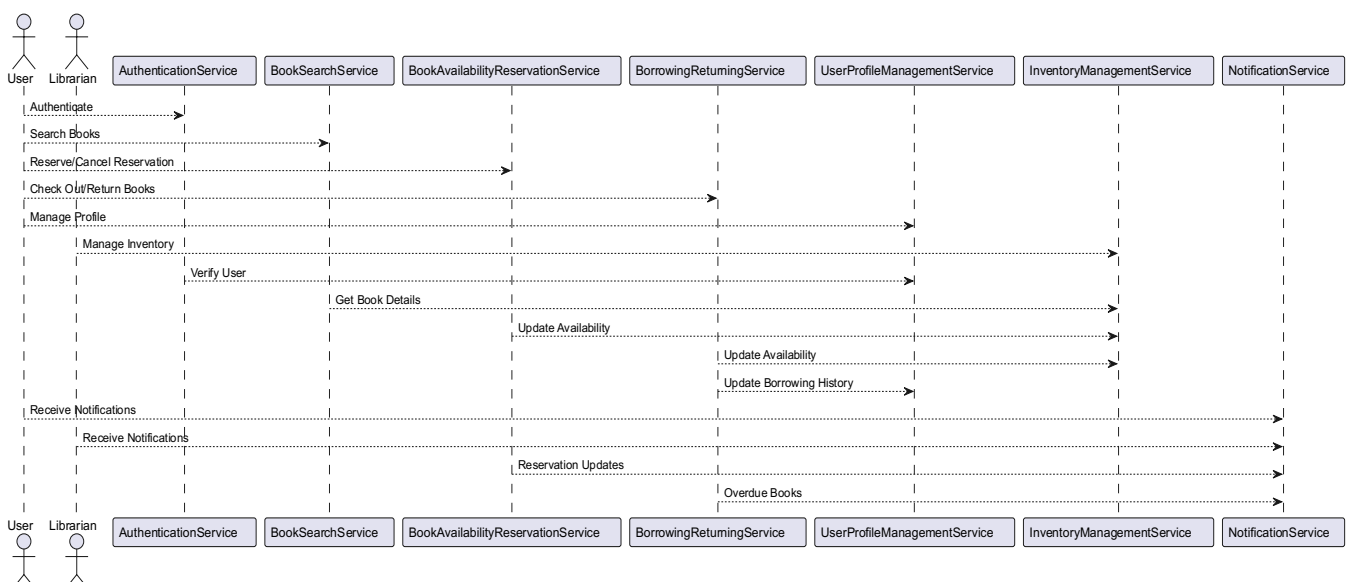 User
Librarian
AuthenticationService
BookSearchService
BookAvailabilityReservationService
BorrowingReturningService
UserProfileManagementService
InventoryManagementService
NotificationService
Authenticate
Search Books
Reserve/Cancel Reservation
Check Out/Return Books
Manage Profile
Manage Inventory
Verify User
Get Book Details
Update Availability
Update Availability
Update Borrowing History
Receive Notifications
Receive Notifications
Reservation Updates
Overdue Books
User
Librarian
AuthenticationService
BookSearchService
BookAvailabilityReservationService
BorrowingReturningService
UserProfileManagementService
InventoryManagementService
NotificationService